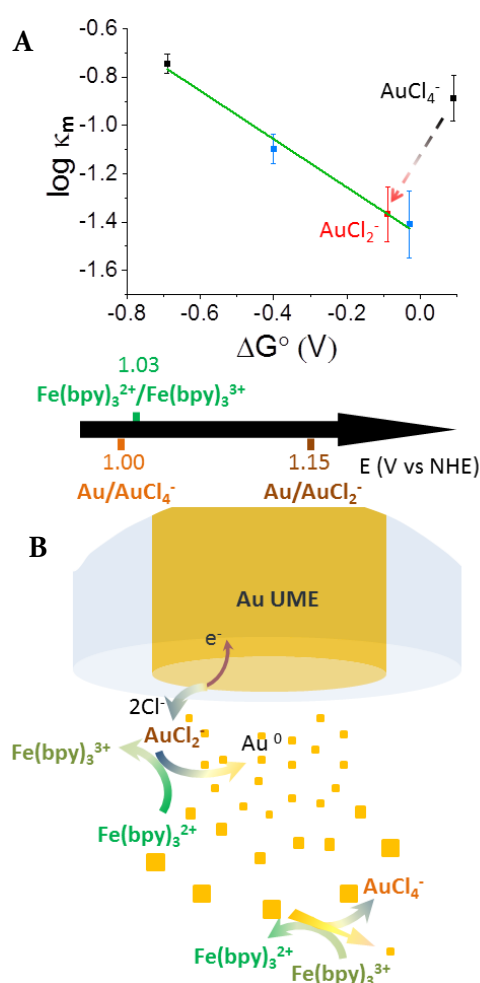 A
-0.6
-0.8
-1.0
-1.2
-1.4
-1.6
log κm
AuCl₄⁻
AuCl₂⁻
-0.8 -0.6 -0.4 -0.2 0.0
ΔG° (V)
1.03
Fe(bpy)₃²⁺/Fe(bpy)₃³⁺
1.00 1.15 E (V vs NHE)
Au/AuCl₄⁻ Au/AuCl₂⁻
B
Au UME
e⁻
2Cl⁻
AuCl₂⁻ Au ⁰
Fe(bpy)₃³⁺
Fe(bpy)₃²⁺
AuCl₄⁻
Fe(bpy)₃²⁺
Fe(bpy)₃³⁺